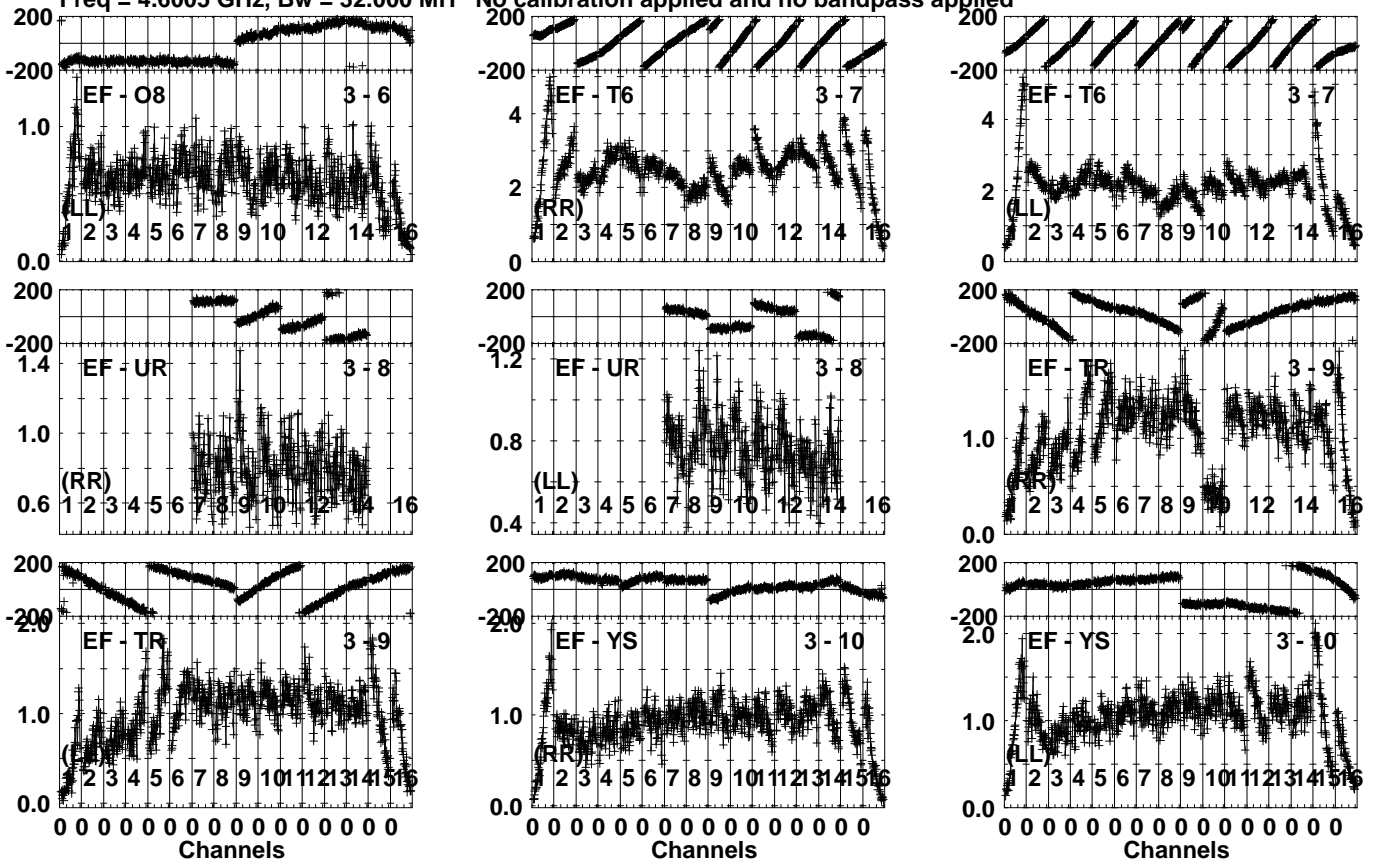 Freq = 4.6005 GHz, Bw = 32.000 MH No calibration applied and no bandpass applied
200 200 200
-200 -200 -200
EF - O8 3 - 6 EF - T6 3 - 7 EF - T6 3 - 7
1.0 4 4
2 2
(LL) (RR) (LL)
1 2 3 4 5 6 7 8 9 10 12 14 16 1 2 3 4 5 6 7 8 9 10 12 14 16 2 3 4 5 6 7 8 9 10 12 14 16
0.0 0 0
200 200 200
-200 -200 -200
EF - UR 3 - 8 EF - UR 3 - 8 EF - TR 3 - 9
1.4 1.2
1.0 0.8 1.0
(RR) (LL) (RR)
1 2 3 4 5 6 7 8 9 10 12 14 16 1 2 3 4 5 6 7 8 9 10 12 14 16 2 3 4 5 6 7 8 9 10 12 14 16
0.6 0.4 0.0
200 200 200
-200 -200 -200
2.0 2.0
EF - TR 3 - 9 EF - YS 3 - 10 EF - YS 3 - 10
1.0 1.0 1.0
(LL) (RR) (LL)
2 3 4 5 6 7 8 9 10 11 12 13 14 15 16 1 2 3 4 5 6 7 8 9 10 11 12 13 14 15 16 1 2 3 4 5 6 7 8 9 10 11 12 13 14 15 16
0.0 0.0 0.0
0 0 0 0 0 0 0 0 0 0 0 0 0 0 0 0 0 0 0 0 0 0 0 0 0 0 0 0 0 0 0 0 0 0 0 0 0 0 0 0 0 0 0 0 0 0 0 0
Channels Channels Channels